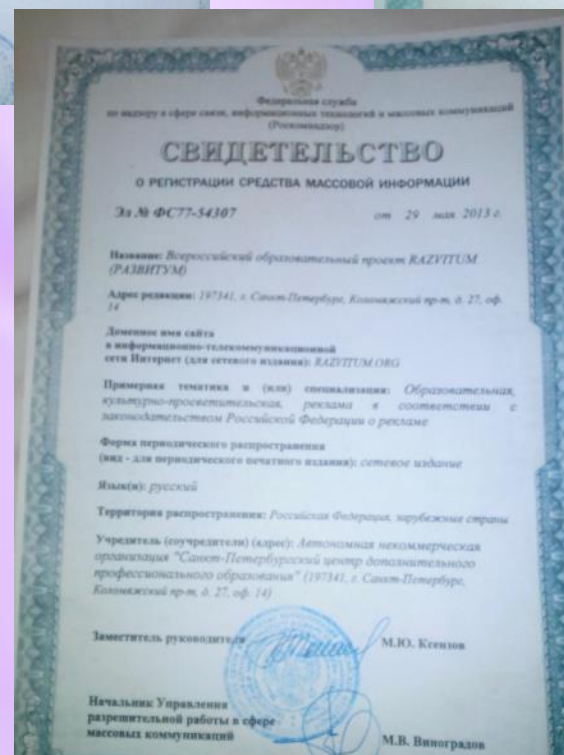 Федеральная служба
по надзору в сфере связи, информационных технологий и массовых коммуникаций
(Роскомнадзор)
СВИДЕТЕЛЬСТВО
О РЕГИСТРАЦИИ СРЕДСТВА МАССОВОЙ ИНФОРМАЦИИ
Эл № ФС77-54307 от 29 мая 2013 г.
Название: Всероссийский образовательный проект RAZVITUM
(РАЗВИТУМ)
Адрес редакции: 197341, г. Санкт-Петербург, Коломяжский пр-т, д. 27, оф.
14
Доменное имя сайта
в информационно-телекоммуникационной
сети Интернет (для сетевого издания): RAZVITUM.ORG
Примерная тематика и (или) специализация: Образовательная,
культурно-просветительская, реклама в соответствии с
законодательством Российской Федерации о рекламе
Форма периодического распространения
(вид - для периодического печатного издания): сетевое издание
Язык(и): русский
Территория распространения: Российская Федерация, зарубежные страны
Учредитель (соучредители) (адрес): Автономная некоммерческая
организация "Санкт-Петербургский центр дополнительного
профессионального образования" (197341, г. Санкт-Петербург,
Коломяжский пр-т, д. 27, оф. 14)
Заместитель руководителя М.Ю. Ксензов
Начальник Управления
разрешительной работы в сфере
массовых коммуникаций М.В. Виноградов